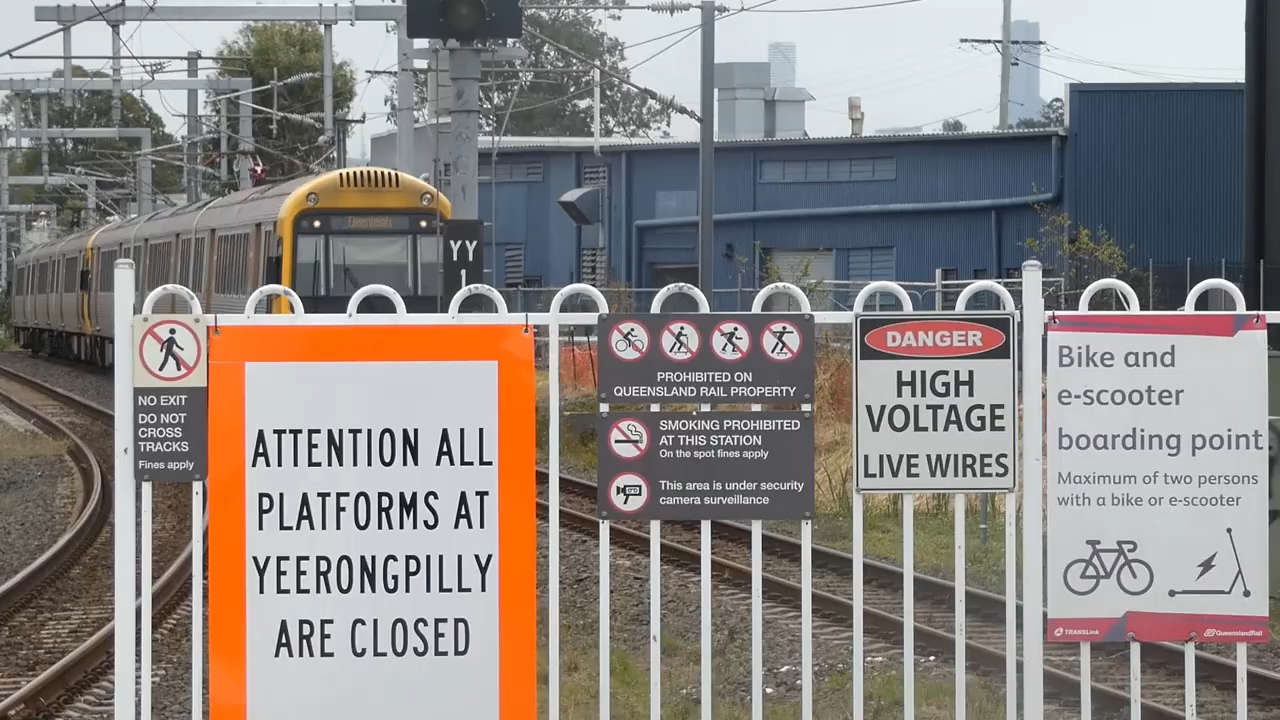 Beenleigh
YY
1
NO EXIT
DO NOT
CROSS
TRACKS
Fines apply
ATTENTION ALL
PLATFORMS AT
YEERONGPILLY
ARE CLOSED
PROHIBITED ON
QUEENSLAND RAIL PROPERTY
SMOKING PROHIBITED
AT THIS STATION
On the spot fines apply
This area is under security
camera surveillance
DANGER
HIGH
VOLTAGE
LIVE WIRES
Bike and
e-scooter
boarding point
Maximum of two persons
with a bike or e-scooter
TRANSLink
QueenslandRail